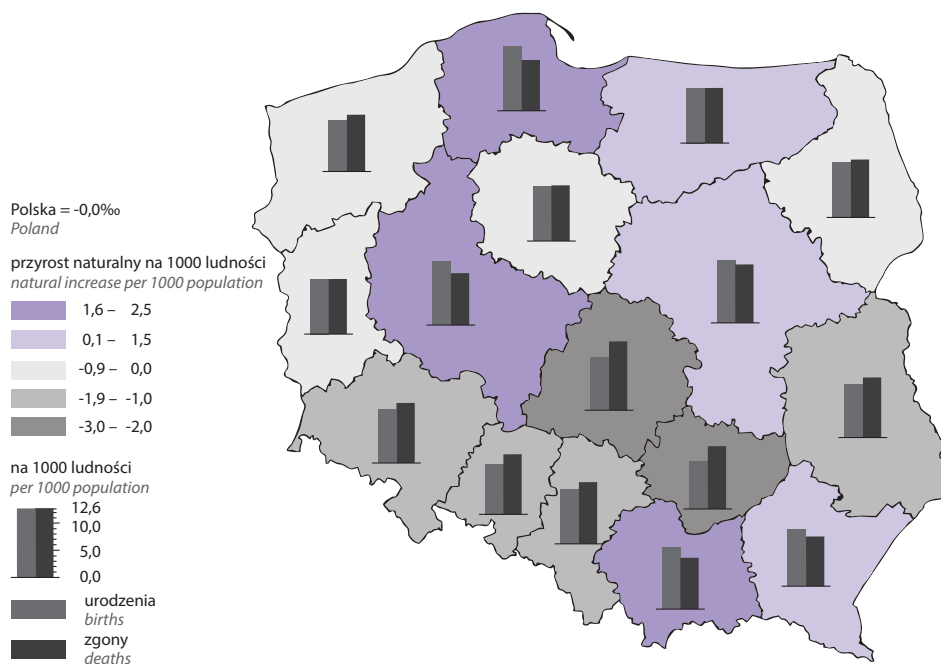 Polska = -0,0‰
Poland
przyrost naturalny na 1000 ludności
natural increase per 1000 population
1,6 – 2,5
0,1 – 1,5
-0,9 – 0,0
-1,9 – -1,0
-3,0 – -2,0
na 1000 ludności
per 1000 population
12,6
10,0
5,0
0,0
urodzenia
births
zgony
deaths